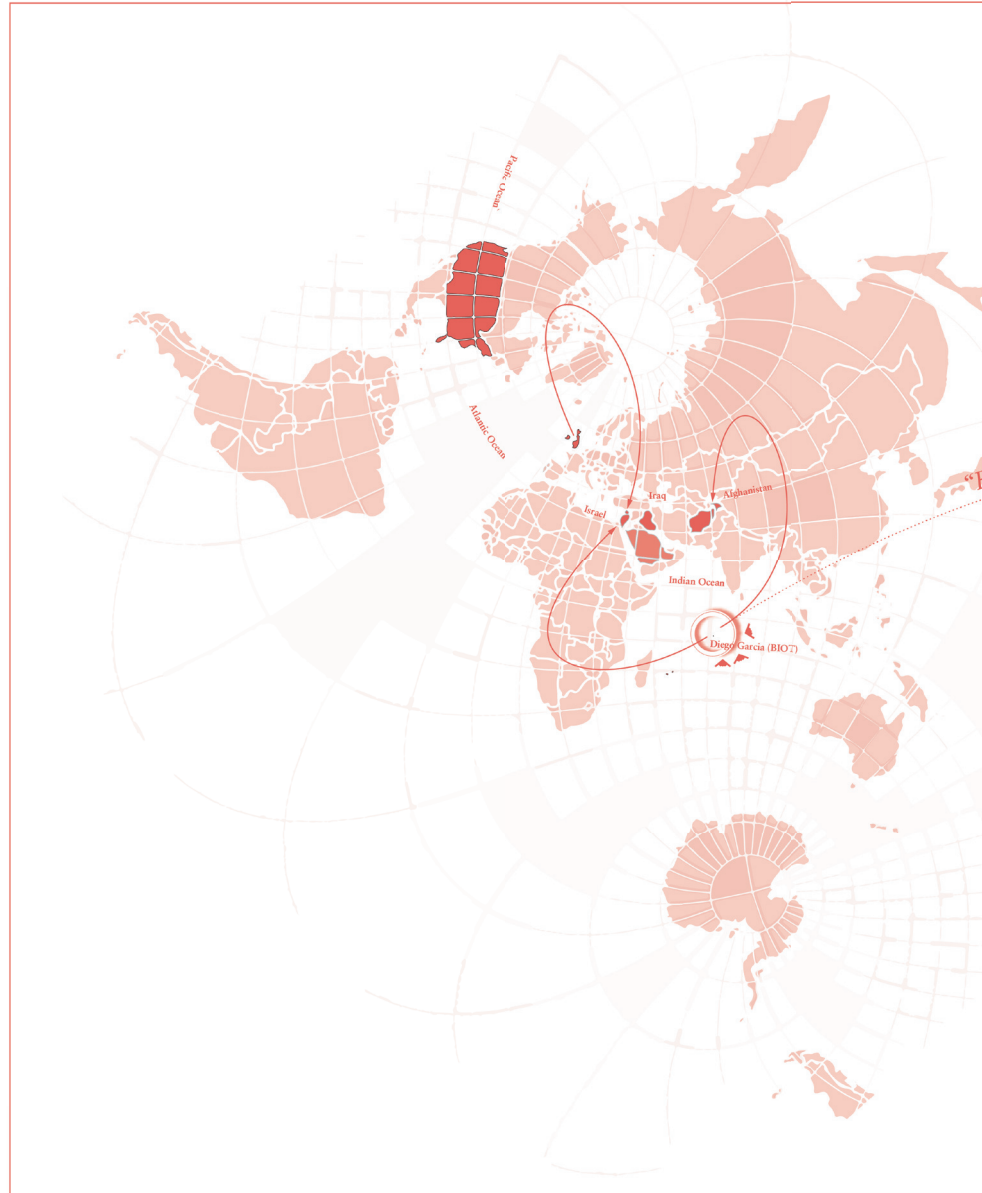 Pacific Ocean
Atlantic Ocean
Iraq
Afghanistan
Israel
Indian Ocean
Diego Garcia (BIOT)